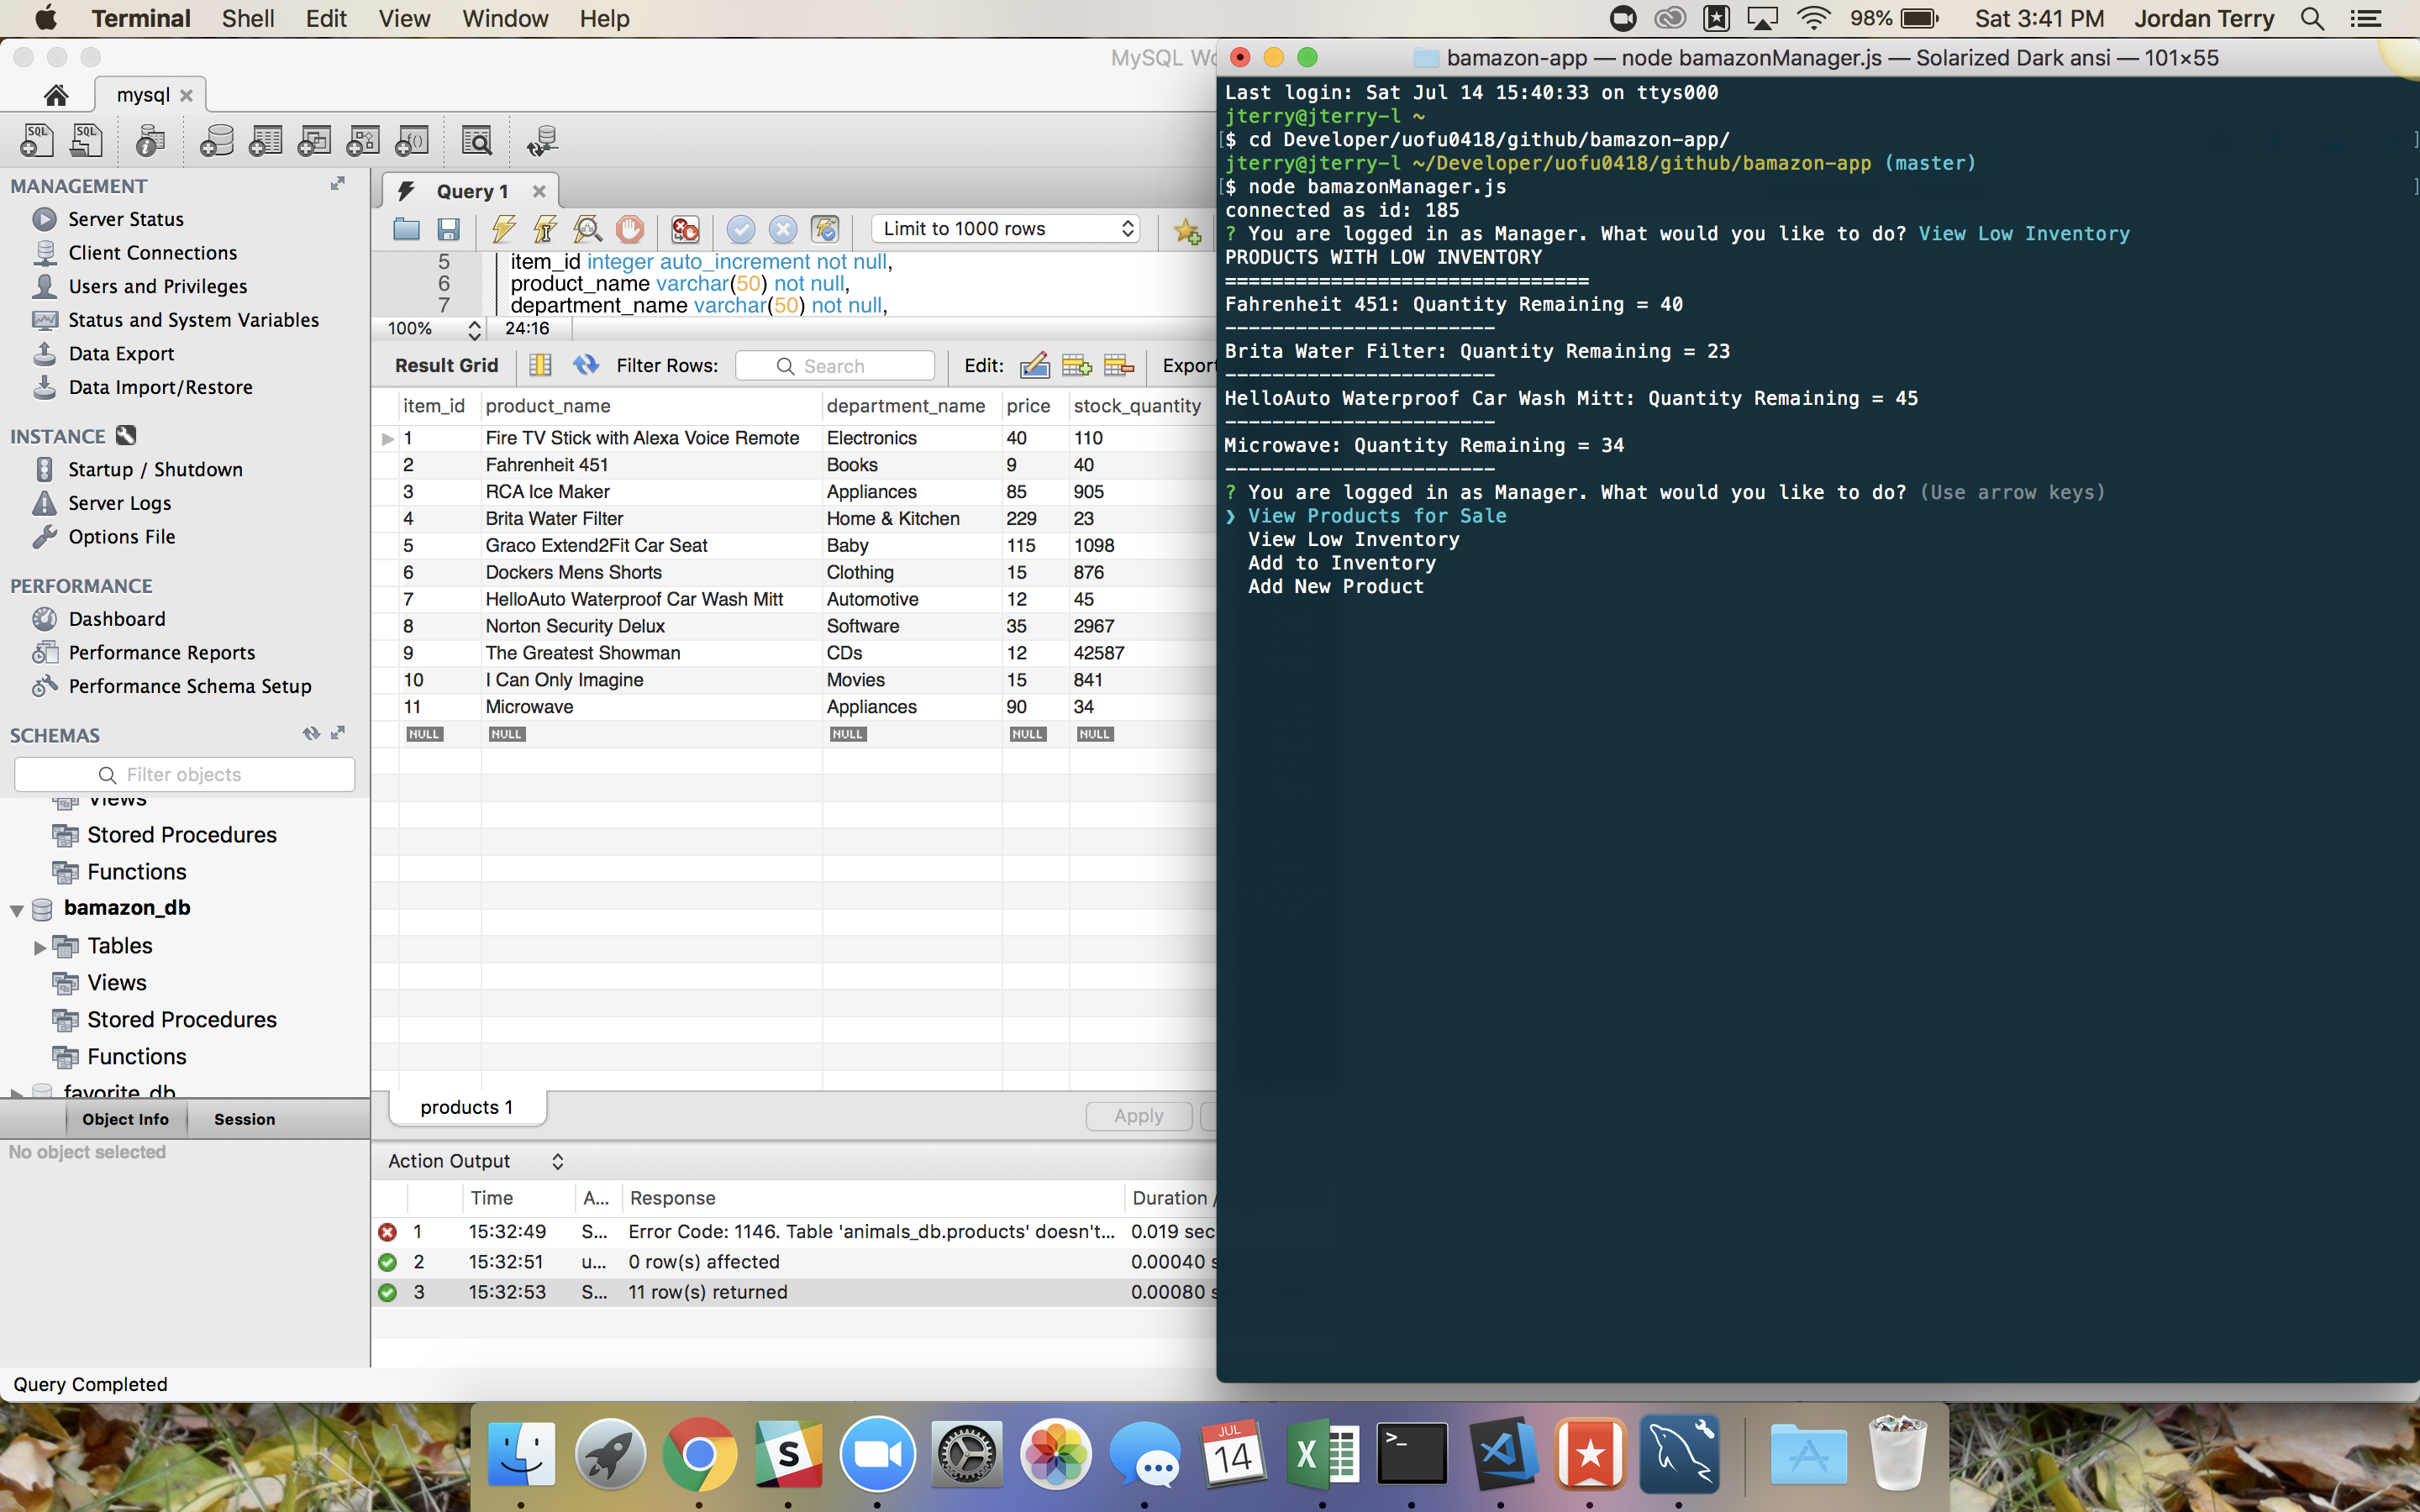 Terminal Shell Edit View Window Help 98% Sat 3:41 PM Jordan Terry
MySQL Wo
mysql
MANAGEMENT
Server Status
Client Connections
Users and Privileges
Status and System Variables
Data Export
Data Import/Restore
INSTANCE
Startup / Shutdown
Server Logs
Options File
PERFORMANCE
Dashboard
Performance Reports
Performance Schema Setup
SCHEMAS
Filter objects
Views
Stored Procedures
Functions
bamazon_db
Tables
Views
Stored Procedures
Functions
favorite_db
Object Info Session
No object selected
Query Completed
Query 1
Limit to 1000 rows
5 item_id integer auto_increment not null,
6 product_name varchar(50) not null,
7 department_name varchar(50) not null,
100% 24:16
Result Grid Filter Rows: Search Edit: Export
item_id product_name department_name price stock_quantity
1 Fire TV Stick with Alexa Voice Remote Electronics 40 110
2 Fahrenheit 451 Books 9 40
3 RCA Ice Maker Appliances 85 905
4 Brita Water Filter Home & Kitchen 229 23
5 Graco Extend2Fit Car Seat Baby 115 1098
6 Dockers Mens Shorts Clothing 15 876
7 HelloAuto Waterproof Car Wash Mitt Automotive 12 45
8 Norton Security Delux Software 35 2967
9 The Greatest Showman CDs 12 42587
10 I Can Only Imagine Movies 15 841
11 Microwave Appliances 90 34
NULL NULL NULL NULL NULL
products 1
Apply
Action Output
Time A... Response Duration /
1 15:32:49 S... Error Code: 1146. Table 'animals_db.products' doesn't... 0.019 sec
2 15:32:51 u... 0 row(s) affected 0.00040 s
3 15:32:53 S... 11 row(s) returned 0.00080 s
bamazon-app — node bamazonManager.js — Solarized Dark ansi — 101×55
Last login: Sat Jul 14 15:40:33 on ttys000
jterry@jterry-l ~
[$ cd Developer/uofu0418/github/bamazon-app/ ]
jterry@jterry-l ~/Developer/uofu0418/github/bamazon-app (master)
[$ node bamazonManager.js ]
connected as id: 185
? You are logged in as Manager. What would you like to do? View Low Inventory
PRODUCTS WITH LOW INVENTORY
===============================
Fahrenheit 451: Quantity Remaining = 40
-----------------------
Brita Water Filter: Quantity Remaining = 23
-----------------------
HelloAuto Waterproof Car Wash Mitt: Quantity Remaining = 45
-----------------------
Microwave: Quantity Remaining = 34
-----------------------
? You are logged in as Manager. What would you like to do? (Use arrow keys)
❯ View Products for Sale
View Low Inventory
Add to Inventory
Add New Product
JUL
14